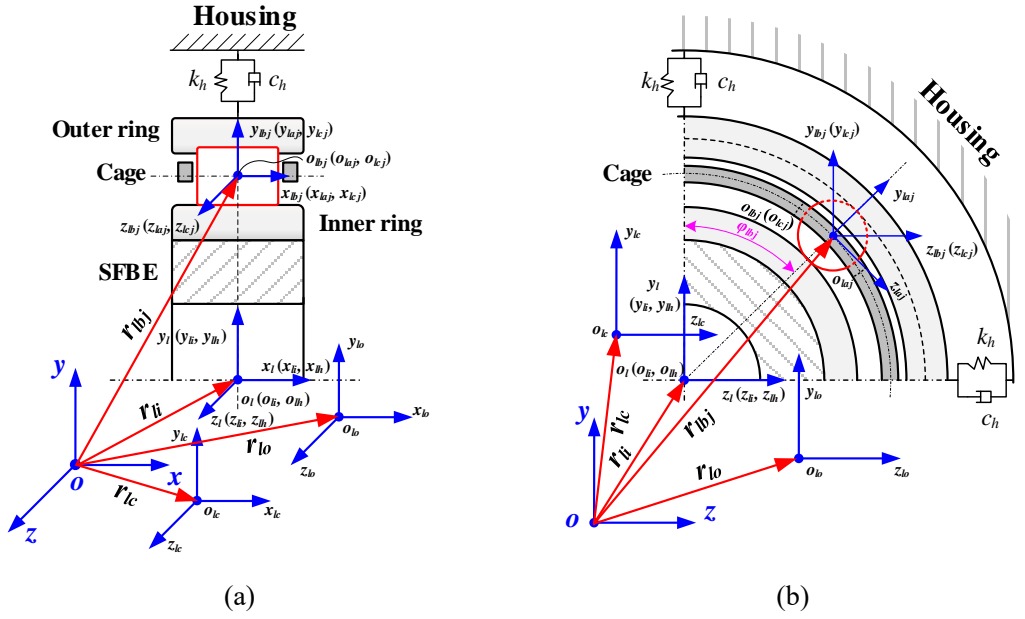 Housing
k_h
c_h
Outer ring
y_lbj (y_laj, y_lcj)
o_lbj (o_laj, o_lcj)
Cage
x_lbj (x_laj, x_lcj)
z_lbj (z_laj, z_lcj)
Inner ring
SFBE
r_lbj
y_l (y_li, y_lh)
y_lo
x_l (x_li, x_lh)
o_l (o_li, o_lh)
y
r_li
z_l (z_li, z_lh)
x_lo
y_lc
r_lo
o_lo
z_lo
x
o
r_lc
o_lc
x_lc
z
z_lc
(a)
k_h
c_h
Housing
y_lbj (y_lcj)
Cage
y_laj
o_lbj (o_lcj)
y_lc
φ_lbj
z_lbj (z_lcj)
o_laj
z_laj
y_l
(y_li, y_lh)
z_lc
o_lc
k_h
o_l (o_li, o_lh)
z_l (z_li, z_lh)
y_lo
c_h
r_lc
r_lbj
y
r_li
r_lo
o_lo
z_lo
o
z
(b)